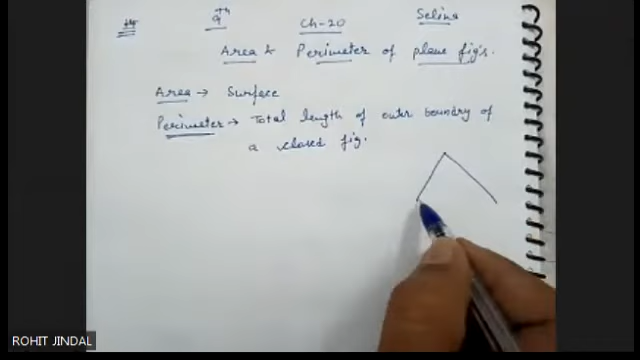 9th Ch-20 Selina
Area & Perimeter of plane fig's.
Area → Surface
Perimeter → Total length of outer boundry of
a closed fig.
ROHIT JINDAL